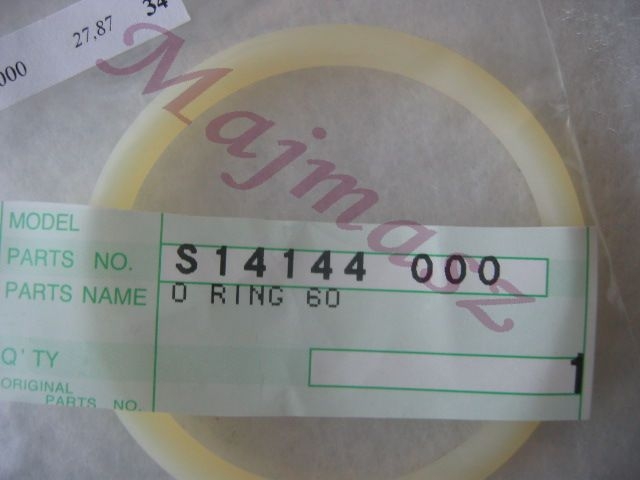 000 27,87 34
Majmasz
MODEL
PARTS NO. S14144 000
PARTS NAME O RING 60
Q'TY 1
ORIGINAL
PARTS NO.